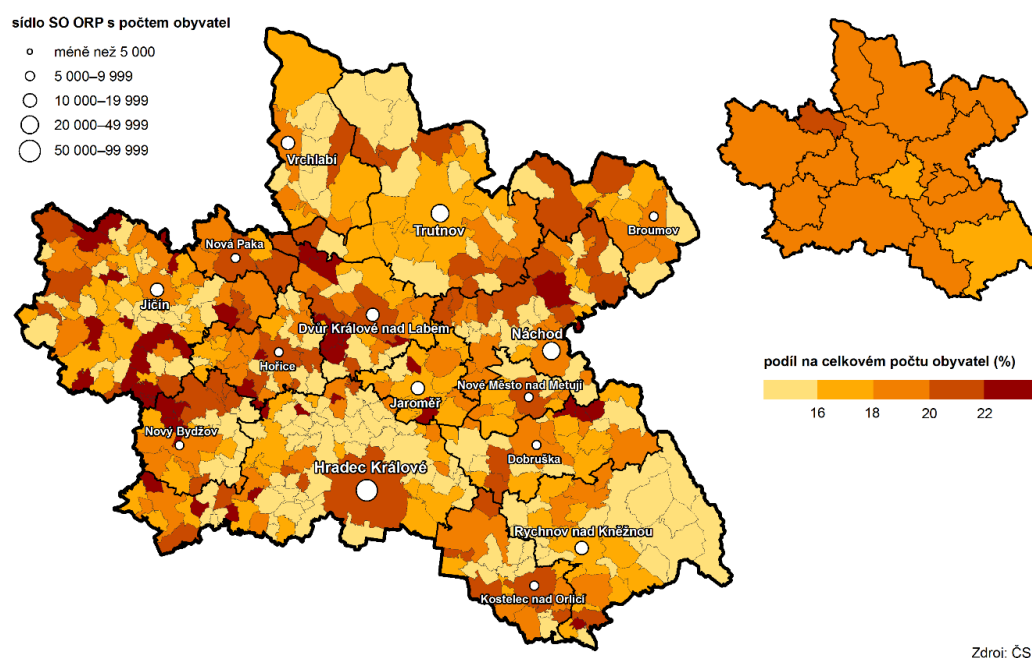 sídlo SO ORP s počtem obyvatel
méně než 5 000
5 000–9 999
10 000–19 999
20 000–49 999
50 000–99 999
Vrchlabí
Trutnov
Broumov
Nová Paka
Jičín
Dvůr Králové nad Labem
Náchod
Hořice
Jaroměř
Nové Město nad Metují
Nový Bydžov
Dobruška
Hradec Králové
Rychnov nad Kněžnou
Kostelec nad Orlicí
podíl na celkovém počtu obyvatel (%)
16 18 20 22
Zdroj: ČS